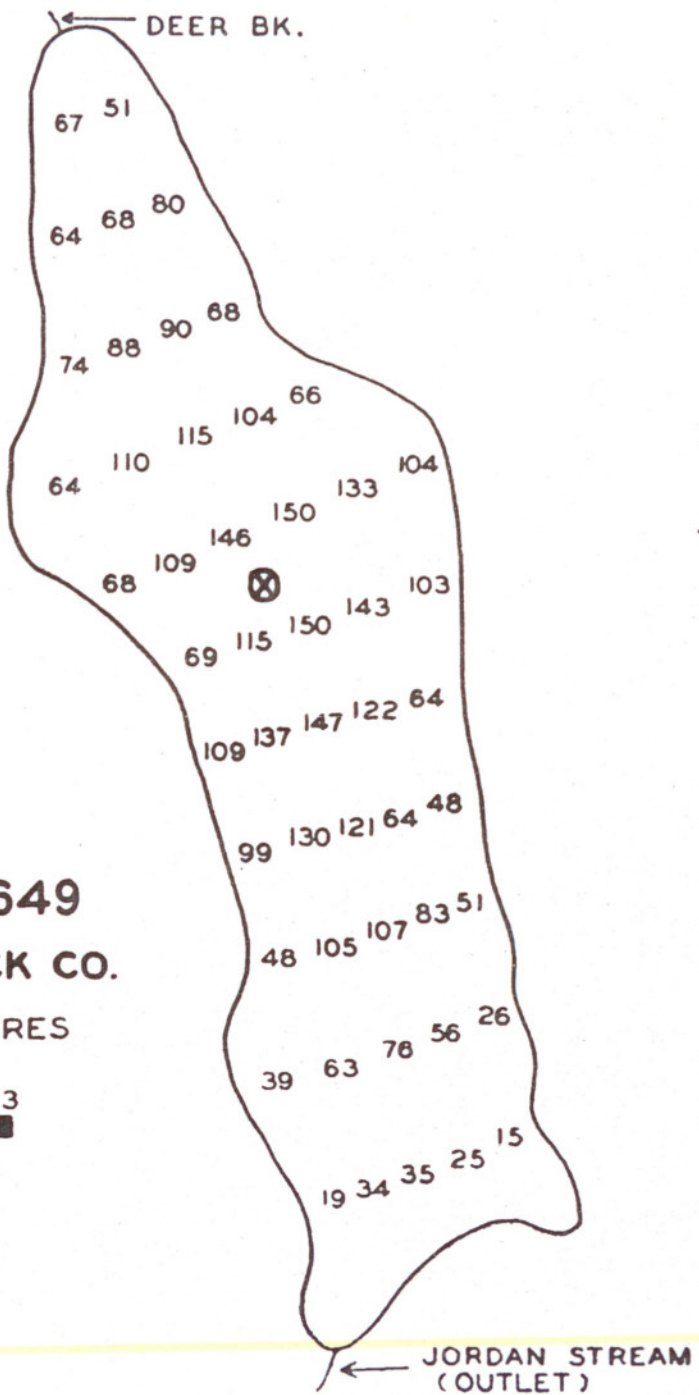 DEER BK.
67 51
64 68 80
74 88 90 68
64 110 115 104 66
68 109 146 150 133 104
69 115 150 143 103
109 137 147 122 64
99 130 121 64 48
48 105 107 83 51
39 63 76 56 26
19 34 35 25 15
649
CK CO.
RES
3
JORDAN STREAM
(OUTLET)